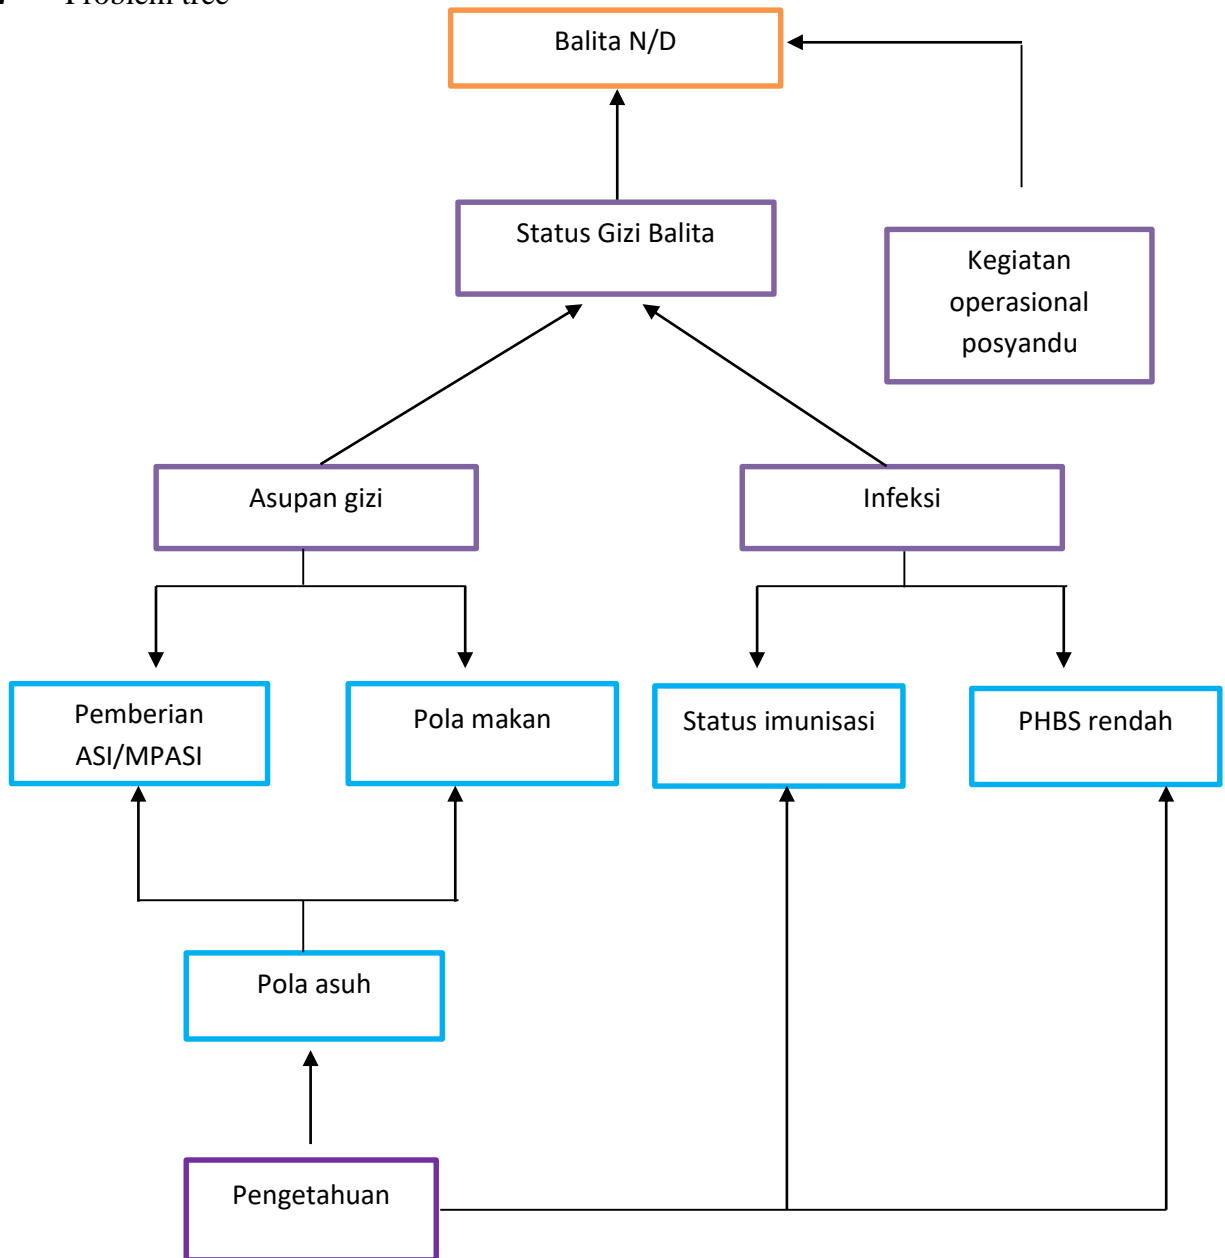 Problem tree
Balita N/D
Status Gizi Balita
Kegiatan
operasional
posyandu
Asupan gizi
Infeksi
Pemberian
ASI/MPASI
Pola makan
Status imunisasi
PHBS rendah
Pola asuh
Pengetahuan